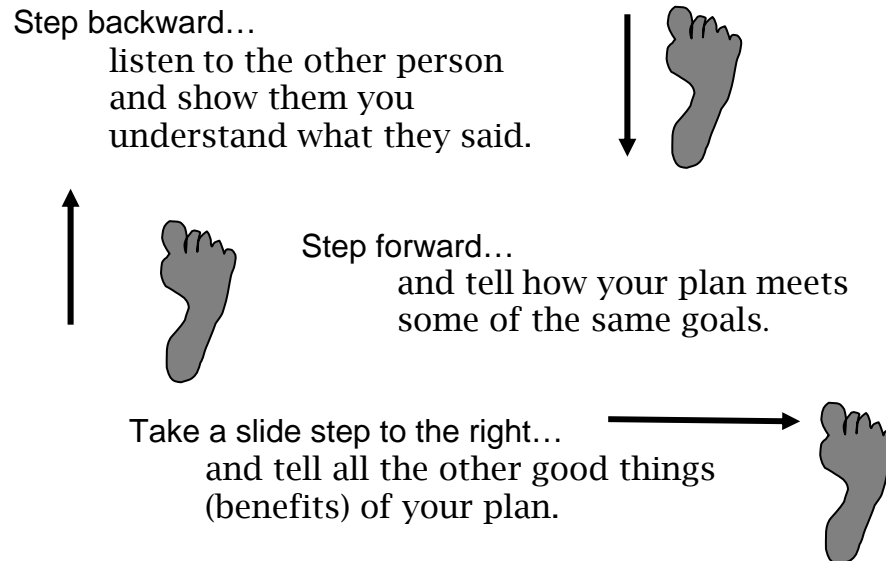 Step backward…
listen to the other person
and show them you
understand what they said.
Step forward…
and tell how your plan meets
some of the same goals.
Take a slide step to the right…
and tell all the other good things
(benefits) of your plan.